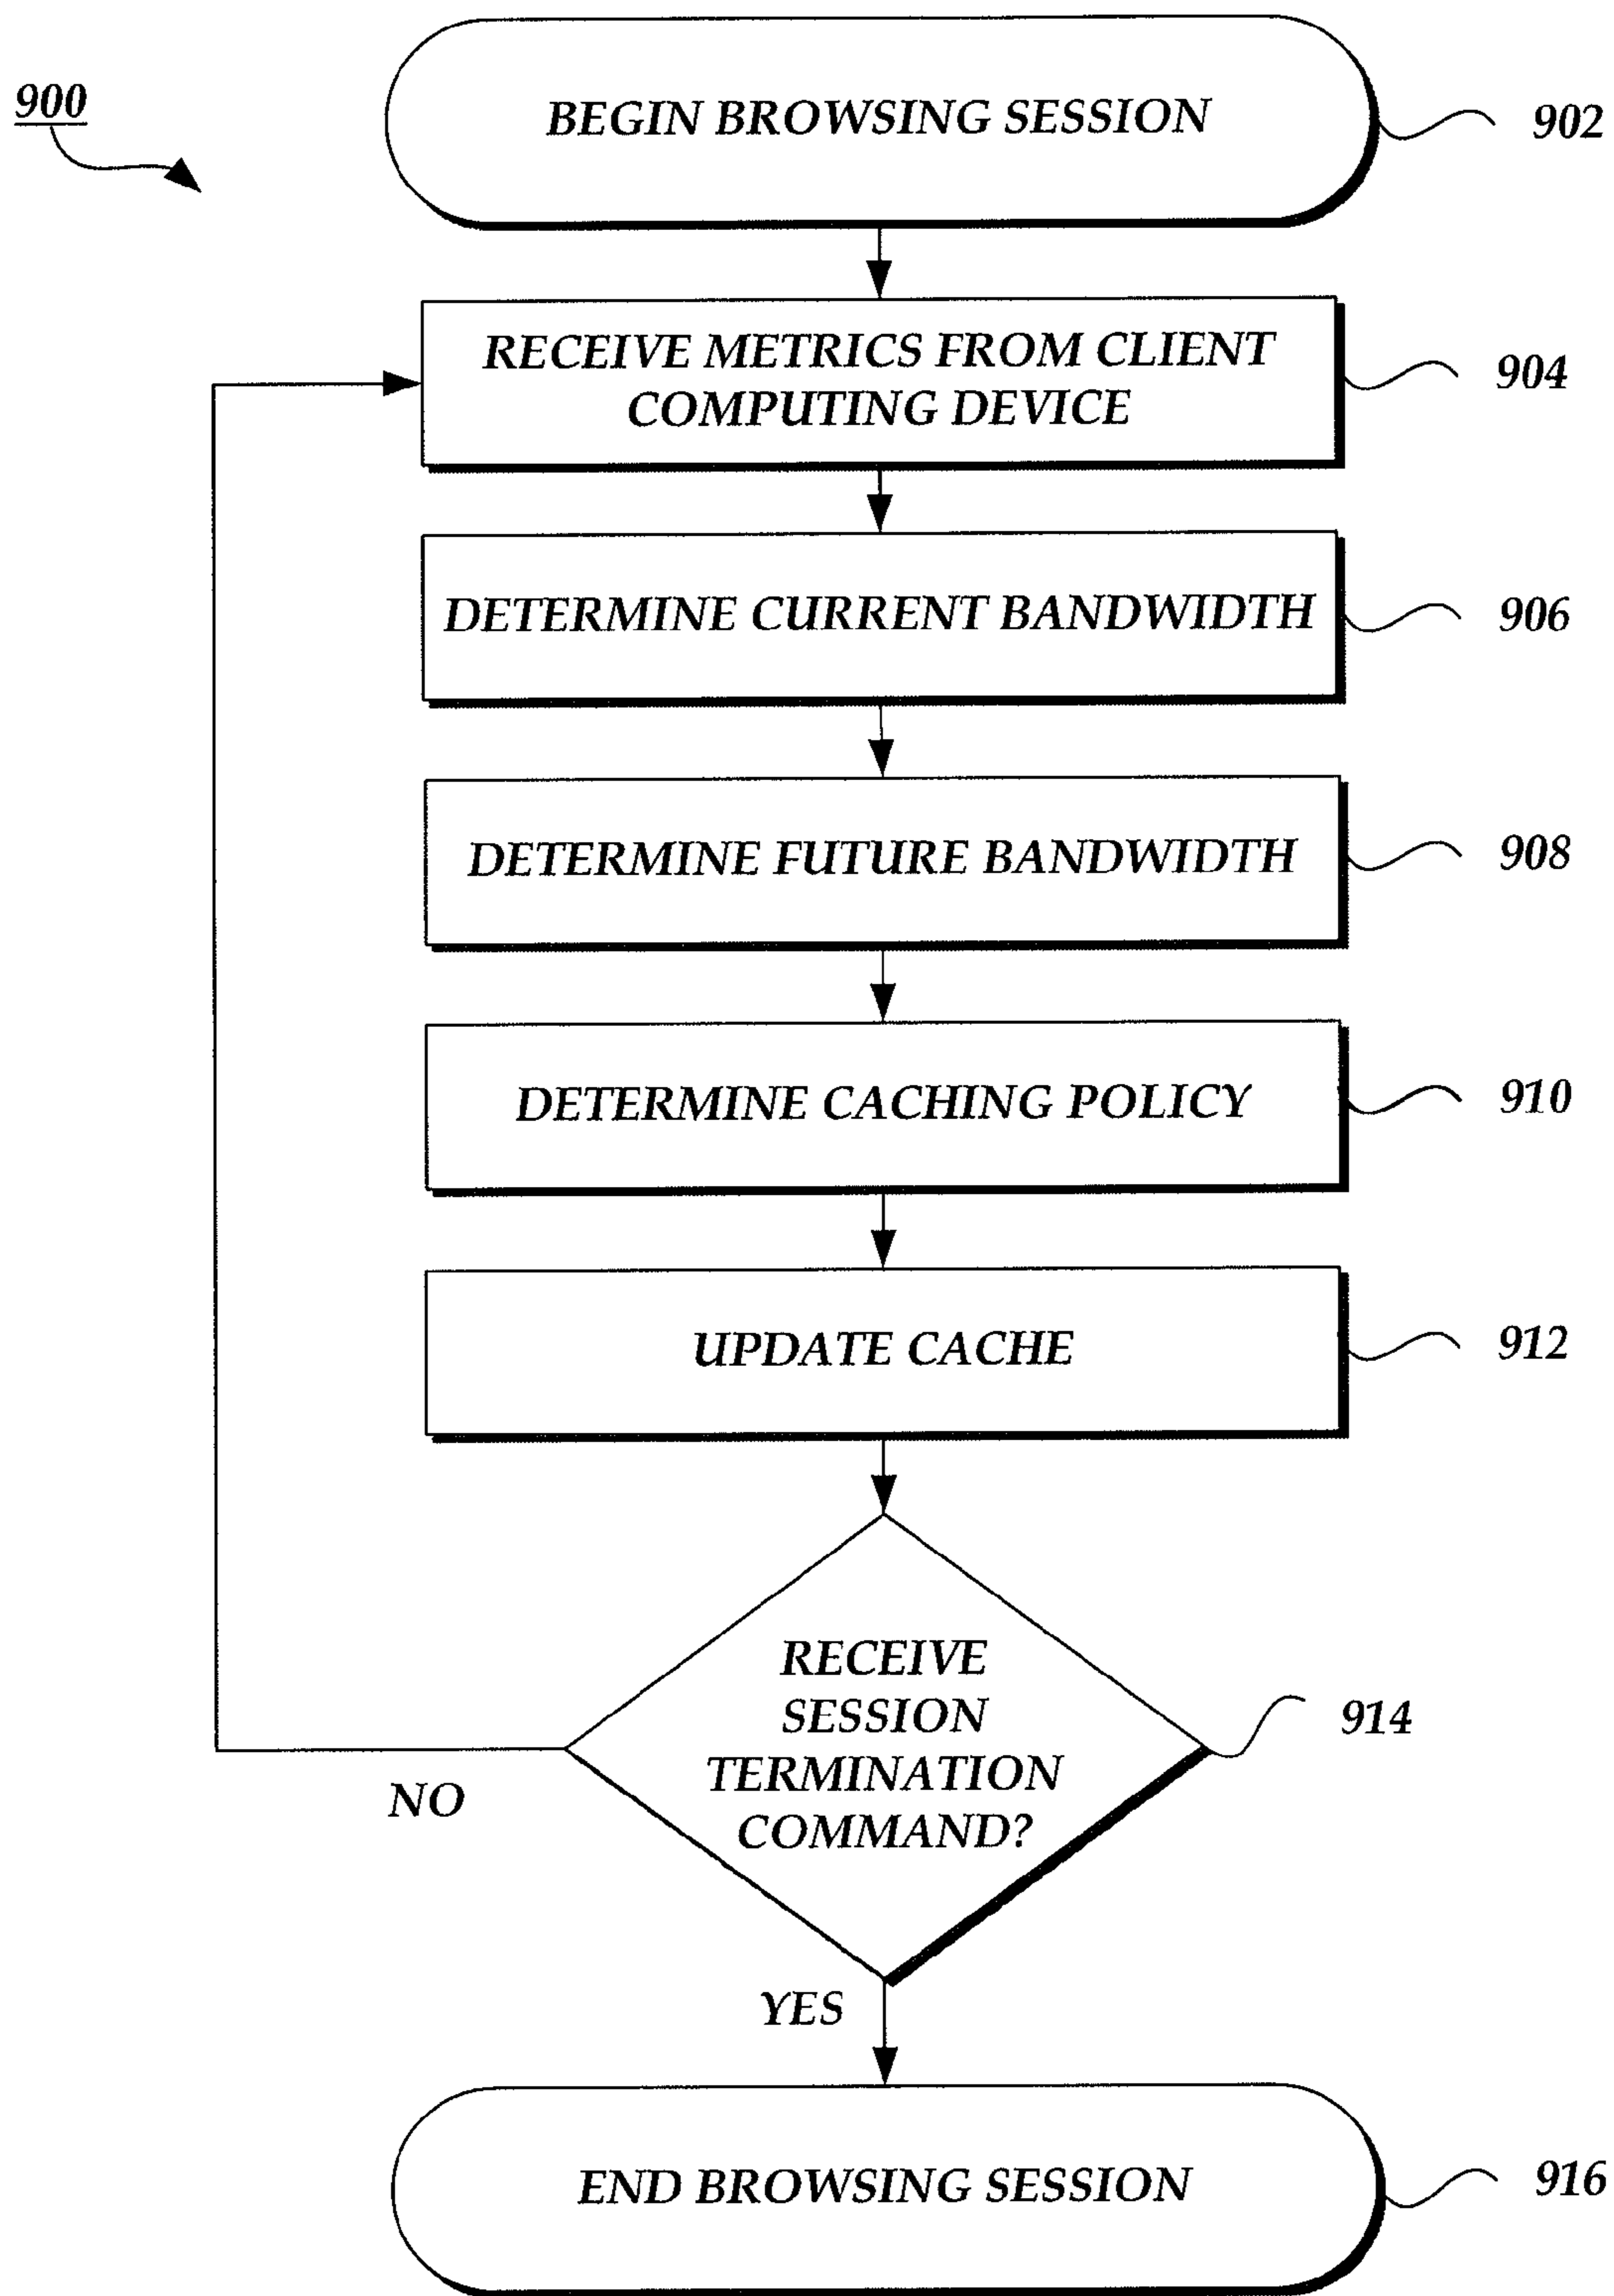 900
BEGIN BROWSING SESSION
902
RECEIVE METRICS FROM CLIENT
COMPUTING DEVICE
904
DETERMINE CURRENT BANDWIDTH
906
DETERMINE FUTURE BANDWIDTH
908
DETERMINE CACHING POLICY
910
UPDATE CACHE
912
RECEIVE
SESSION
TERMINATION
COMMAND?
914
NO
YES
END BROWSING SESSION
916